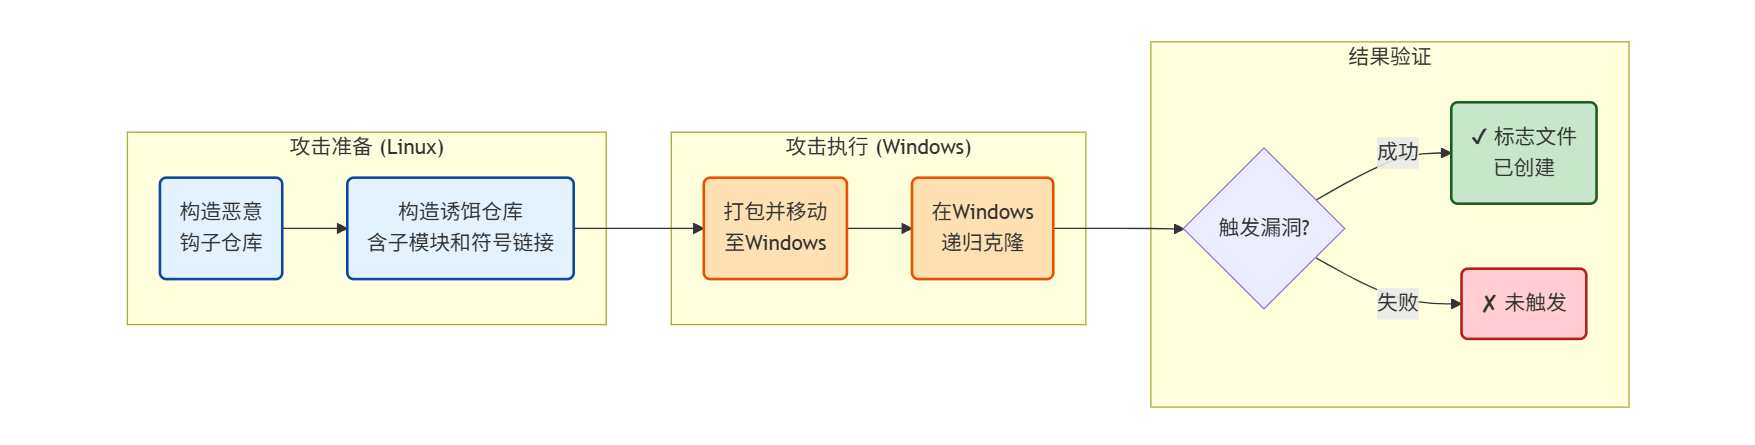 攻击准备 (Linux)
构造恶意
钩子仓库
构造诱饵仓库
含子模块和符号链接
攻击执行 (Windows)
打包并移动
至Windows
在Windows
递归克隆
结果验证
触发漏洞?
成功
✓ 标志文件
已创建
失败
✗ 未触发